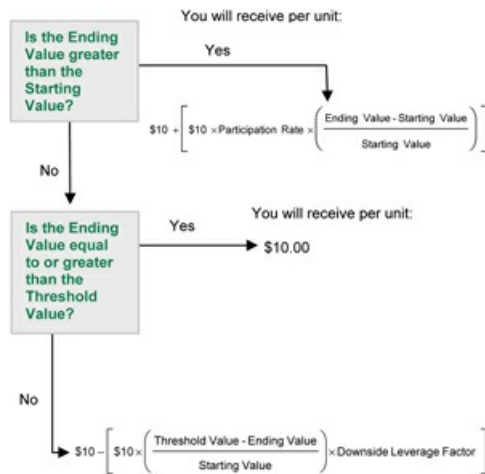 You will receive per unit:
Is the Ending
Value greater
than the
Starting
Value?
Yes
$10 + [ $10 × Participation Rate × ( Ending Value - Starting Value
Starting Value ) ]
No
Is the Ending
Value equal
to or greater
than the
Threshold
Value?
Yes
You will receive per unit:
$10.00
No
$10 − [ $10 × ( Threshold Value - Ending Value
Starting Value ) × Downside Leverage Factor ]